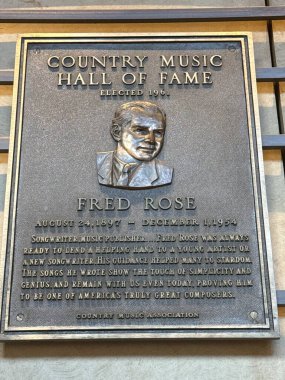 COUNTRY MUSIC
HALL OF FAME
ELECTED 1961
FRED ROSE
AUGUST 24, 1897 – DECEMBER 1, 1954
SONGWRITER, MUSIC PUBLISHER. FRED ROSE WAS ALWAYS
READY TO LEND A HELPING HAND TO A YOUNG ARTIST OR
A NEW SONGWRITER. HIS GUIDANCE HELPED MANY TO STARDOM.
THE SONGS HE WROTE SHOW THE TOUCH OF SIMPLICITY AND
GENIUS, AND REMAIN WITH US EVEN TODAY, PROVING HIM
TO BE ONE OF AMERICA'S TRULY GREAT COMPOSERS.
COUNTRY MUSIC ASSOCIATION